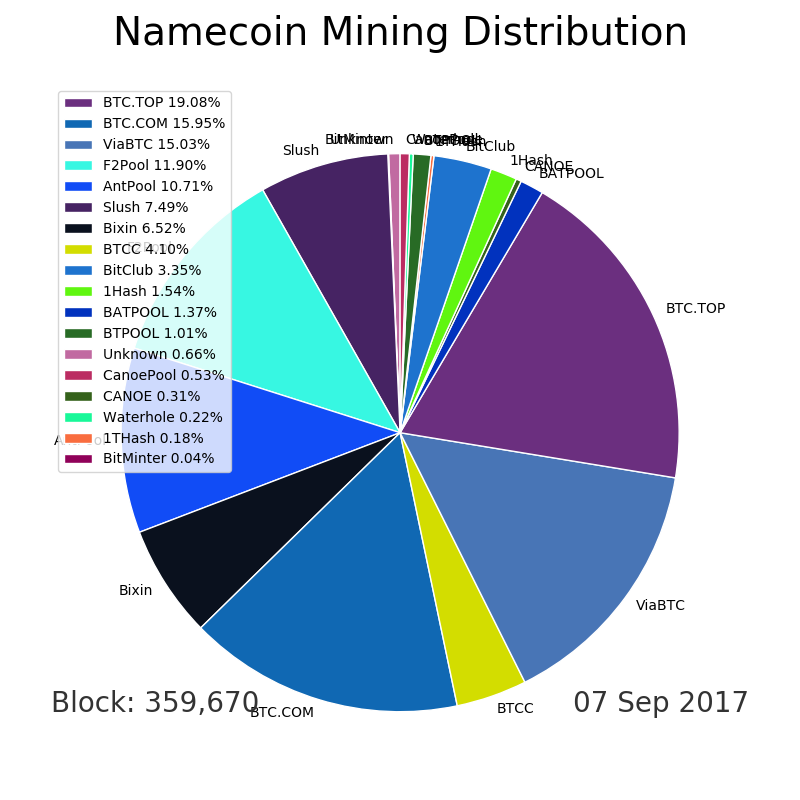 Namecoin Mining Distribution
BTC.TOP 19.08%
BTC.COM 15.95%
ViaBTC 15.03%
F2Pool 11.90%
AntPool 10.71%
Slush 7.49%
Bixin 6.52%
BTCC 4.10%
BitClub 3.35%
1Hash 1.54%
BATPOOL 1.37%
BTPOOL 1.01%
Unknown 0.66%
CanoePool 0.53%
CANOE 0.31%
Waterhole 0.22%
1THash 0.18%
BitMinter 0.04%
Slush
BitClub
1Hash
CANOE
BATPOOL
BTC.TOP
ViaBTC
BTCC
BTC.COM
Bixin
Block: 359,670
07 Sep 2017